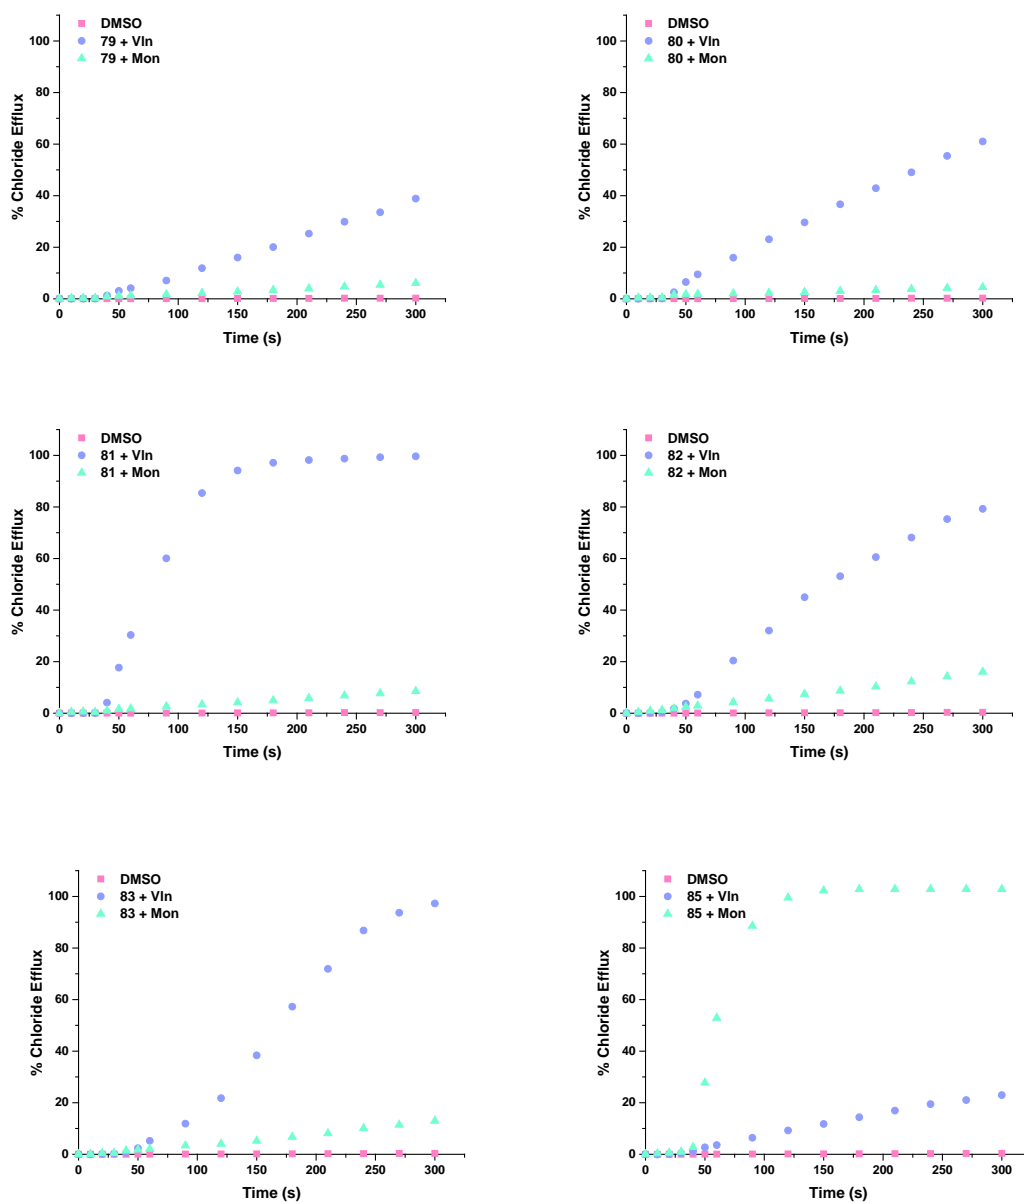 DMSO
79 + Vln
79 + Mon
% Chloride Efflux
100
80
60
40
20
0
0 50 100 150 200 250 300
Time (s)
DMSO
80 + Vln
80 + Mon
% Chloride Efflux
100
80
60
40
20
0
0 50 100 150 200 250 300
Time (s)
DMSO
81 + Vln
81 + Mon
% Chloride Efflux
100
80
60
40
20
0
0 50 100 150 200 250 300
Time (s)
DMSO
82 + Vln
82 + Mon
% Chloride Efflux
100
80
60
40
20
0
0 50 100 150 200 250 300
Time (s)
DMSO
83 + Vln
83 + Mon
% Chloride Efflux
100
80
60
40
20
0
0 50 100 150 200 250 300
Time (s)
DMSO
85 + Vln
85 + Mon
% Chloride Efflux
100
80
60
40
20
0
0 50 100 150 200 250 300
Time (s)